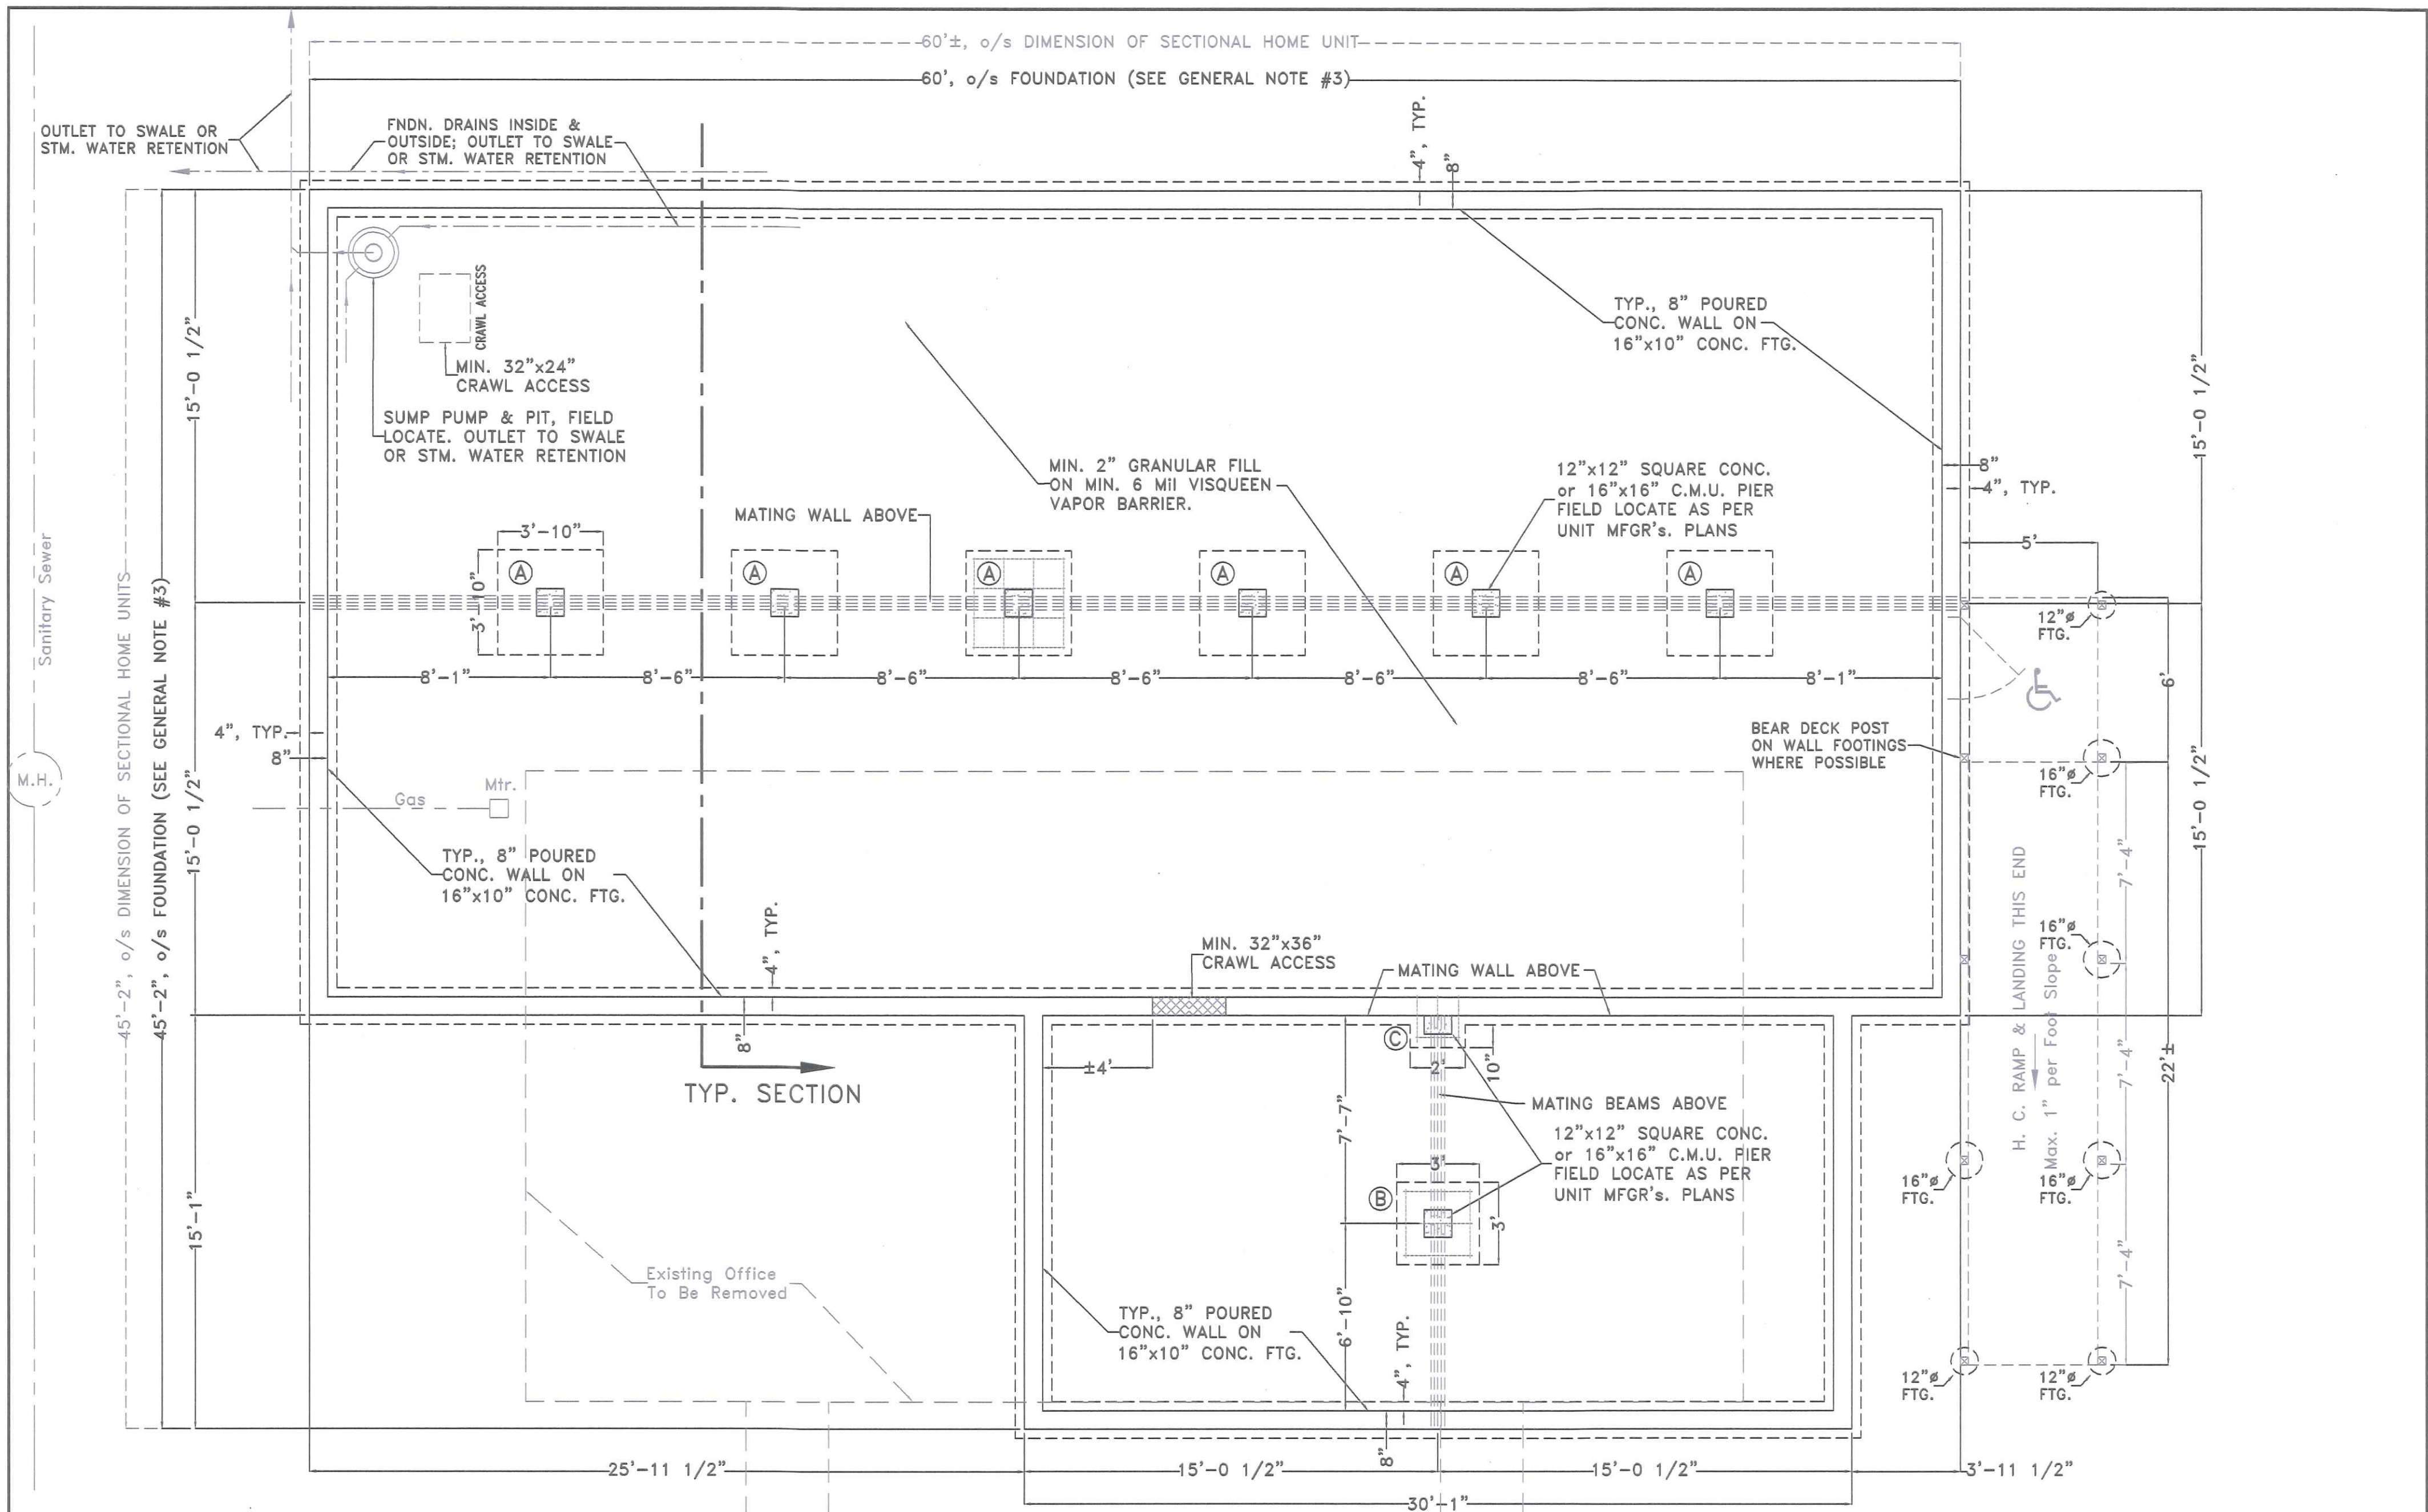 60'±, o/s DIMENSION OF SECTIONAL HOME UNIT
60', o/s FOUNDATION (SEE GENERAL NOTE #3)
OUTLET TO SWALE OR
STM. WATER RETENTION
FNDN. DRAINS INSIDE &
OUTSIDE; OUTLET TO SWALE
OR STM. WATER RETENTION
4", TYP.
8"
CRAWL ACCESS
MIN. 32"x24"
CRAWL ACCESS
SUMP PUMP & PIT, FIELD
LOCATE. OUTLET TO SWALE
OR STM. WATER RETENTION
TYP., 8" POURED
CONC. WALL ON
16"x10" CONC. FTG.
15'-0 1/2"
15'-0 1/2"
MIN. 2" GRANULAR FILL
ON MIN. 6 Mil VISQUEEN
VAPOR BARRIER.
12"x12" SQUARE CONC.
or 16"x16" C.M.U. PIER
FIELD LOCATE AS PER
UNIT MFGR's. PLANS
8"
4", TYP.
5'
MATING WALL ABOVE
3'-10"
3'-10"
A
A
A
A
A
A
8'-1"
8'-6"
8'-6"
8'-6"
8'-6"
8'-6"
8'-1"
12"ø
FTG.
6'
Sanitary Sewer
M.H.
45'-2", o/s DIMENSION OF SECTIONAL HOME UNITS
45'-2", o/s FOUNDATION (SEE GENERAL NOTE #3)
4", TYP.
8"
BEAR DECK POST
ON WALL FOOTINGS
WHERE POSSIBLE
16"ø
FTG.
15'-0 1/2"
15'-0 1/2"
Gas
Mtr.
TYP., 8" POURED
CONC. WALL ON
16"x10" CONC. FTG.
4", TYP.
8"
7'-4"
16"ø
FTG.
H. C. RAMP & LANDING THIS END
Max. 1" per Foot Slope
MIN. 32"x36"
CRAWL ACCESS
MATING WALL ABOVE
C
2'
10"
±4'
TYP. SECTION
7'-4"
22'±
MATING BEAMS ABOVE
12"x12" SQUARE CONC.
or 16"x16" C.M.U. PIER
FIELD LOCATE AS PER
UNIT MFGR's. PLANS
7'-7"
3'
B
3'
15'-1"
16"ø
FTG.
16"ø
FTG.
7'-4"
Existing Office
To Be Removed
TYP., 8" POURED
CONC. WALL ON
16"x10" CONC. FTG.
6'-10"
4", TYP.
8"
12"ø
FTG.
12"ø
FTG.
25'-11 1/2"
15'-0 1/2"
15'-0 1/2"
3'-11 1/2"
30'-1"